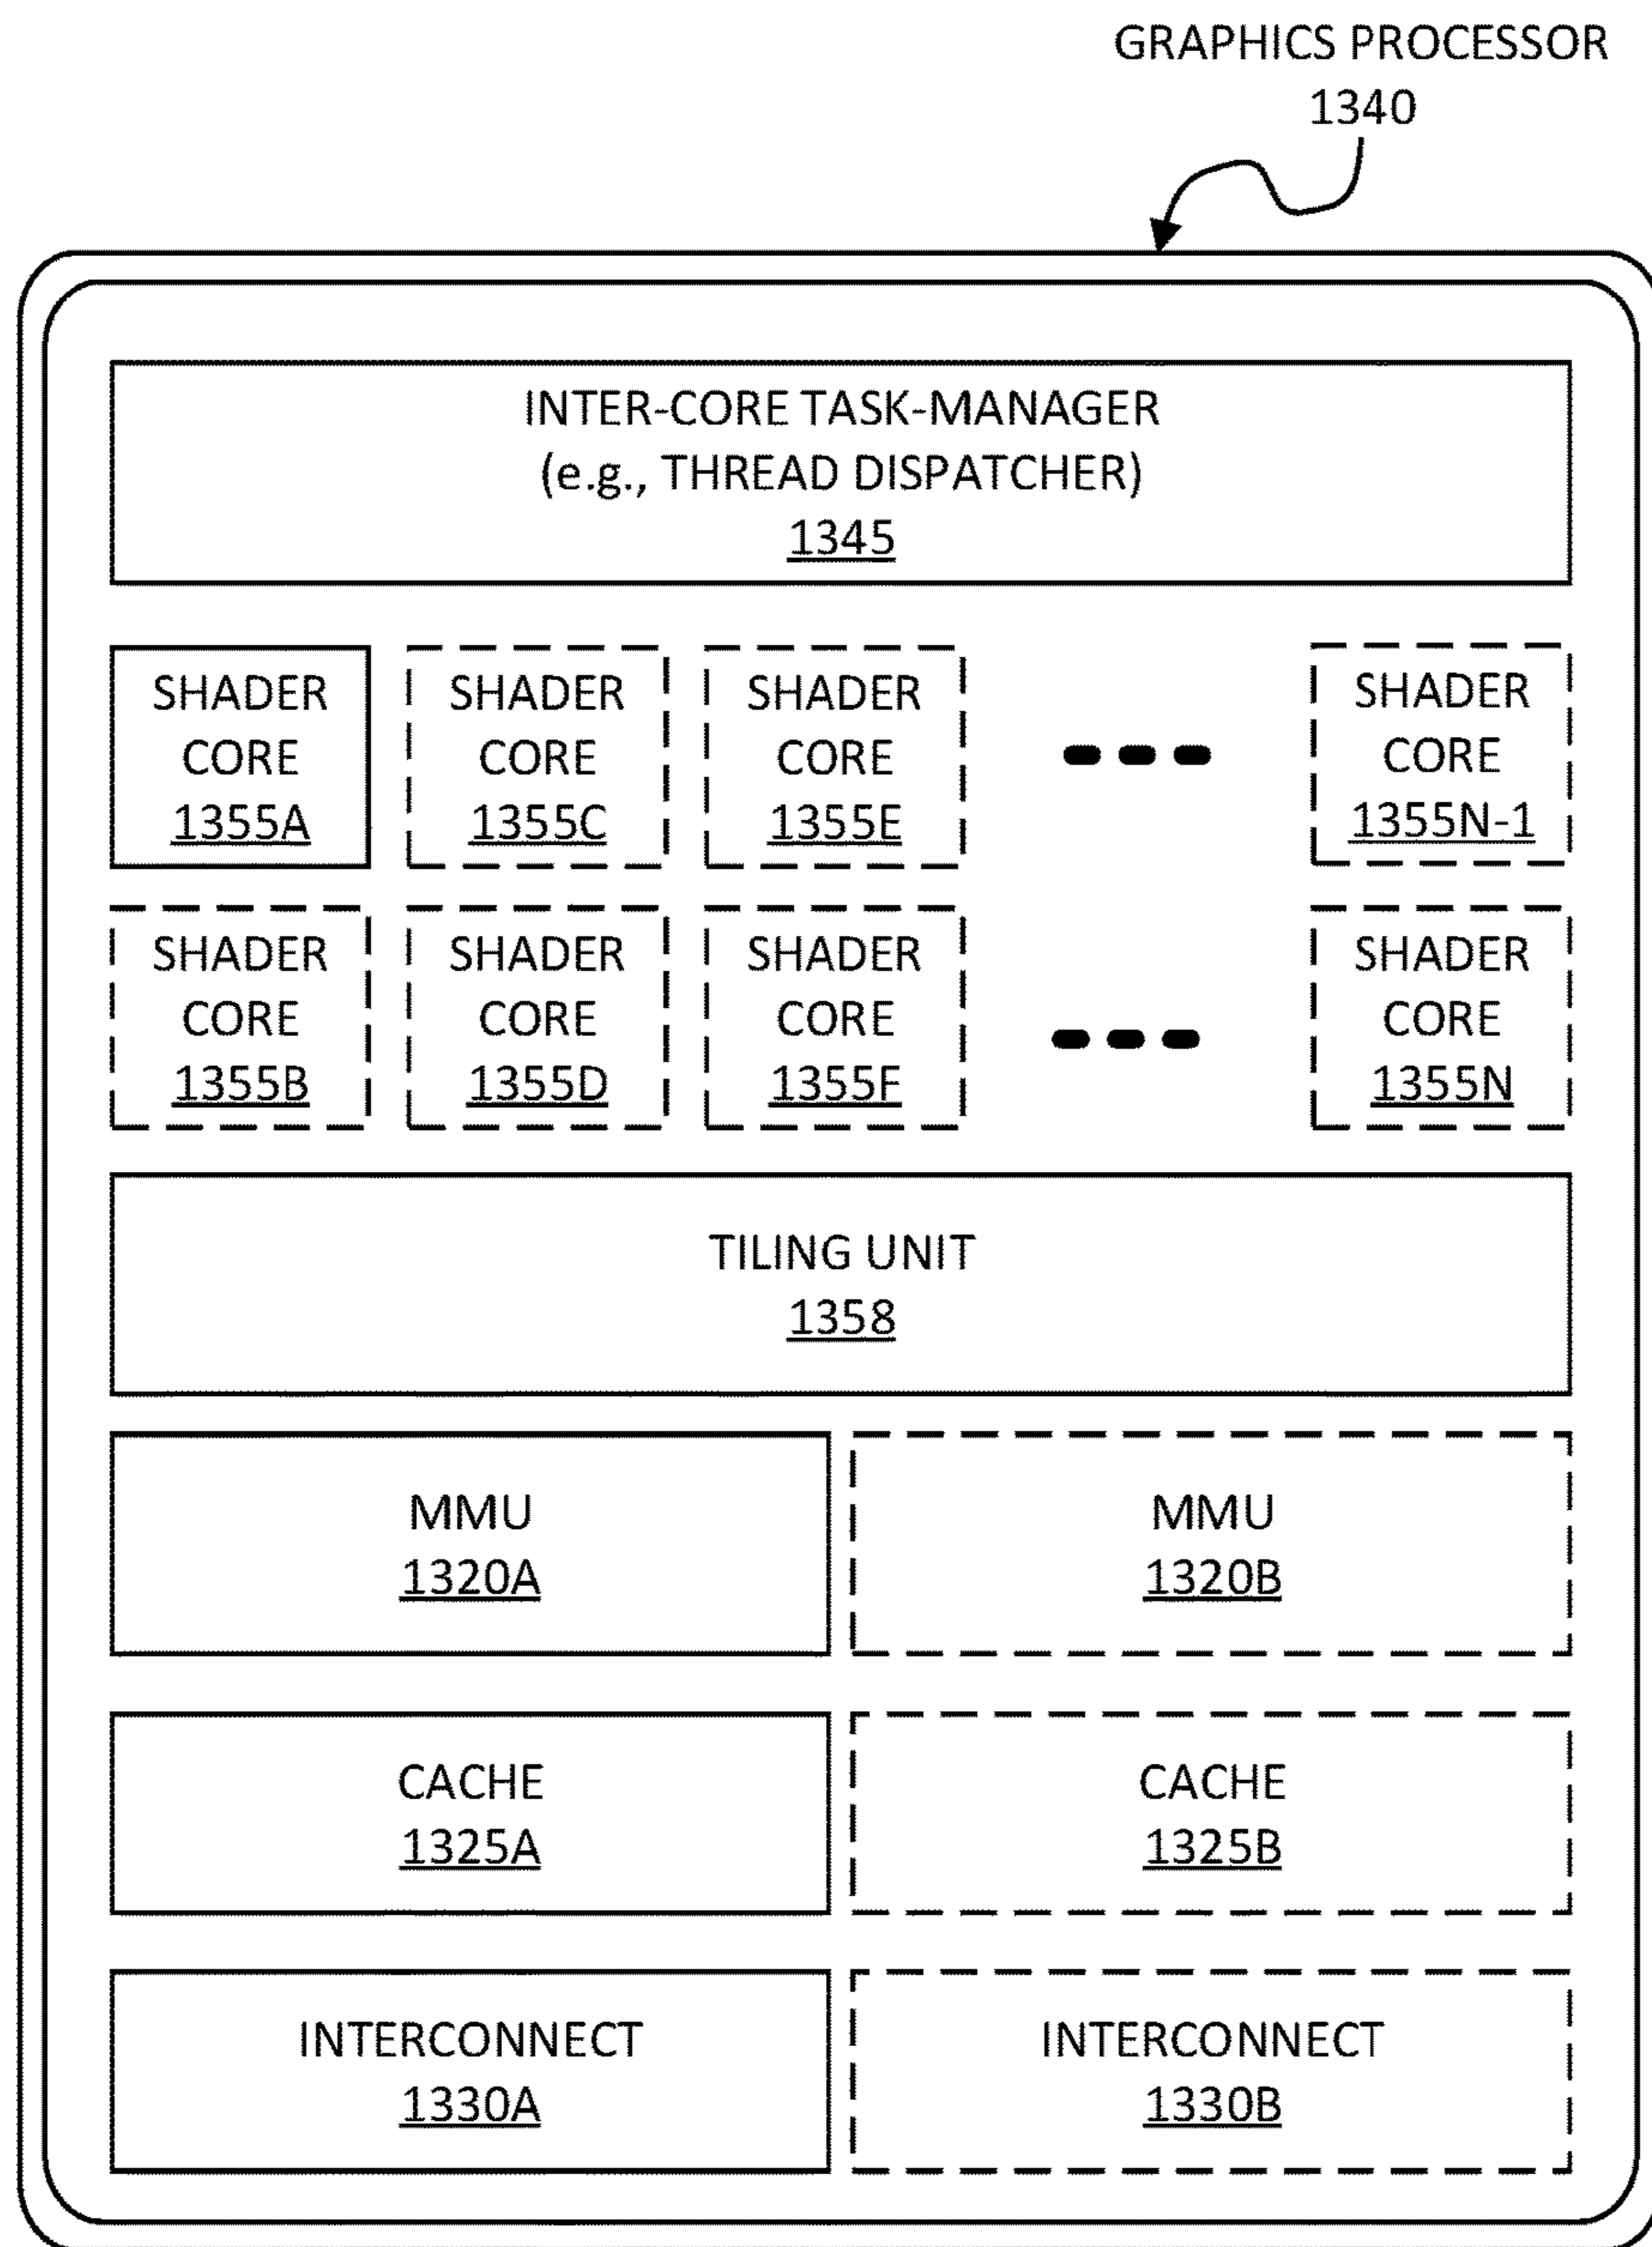 GRAPHICS PROCESSOR
1340
INTER-CORE TASK-MANAGER
(e.g., THREAD DISPATCHER)
1345
SHADER
CORE
1355A
SHADER
CORE
1355C
SHADER
CORE
1355E
SHADER
CORE
1355N-1
SHADER
CORE
1355B
SHADER
CORE
1355D
SHADER
CORE
1355F
SHADER
CORE
1355N
TILING UNIT
1358
MMU
1320A
MMU
1320B
CACHE
1325A
CACHE
1325B
INTERCONNECT
1330A
INTERCONNECT
1330B